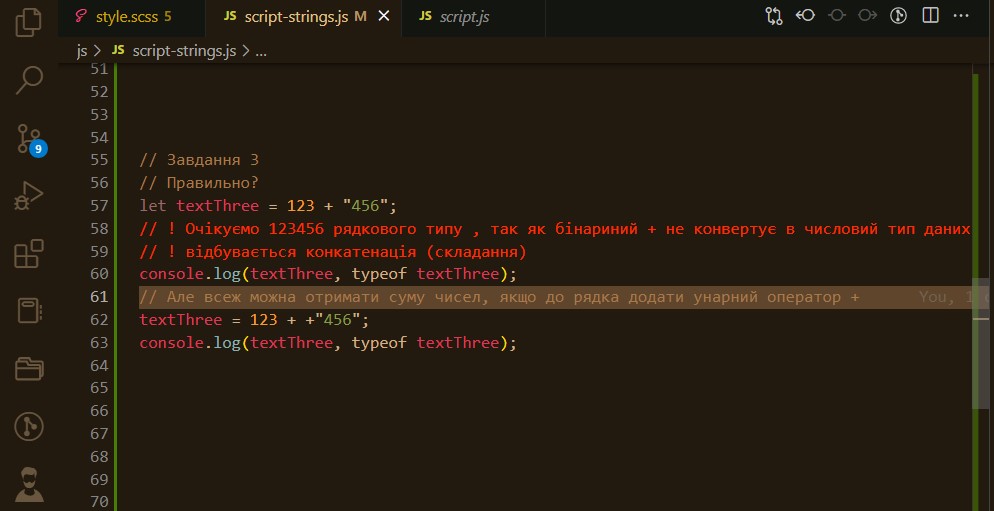 style.scss 5
JS script-strings.js M
JS script.js
js > JS script-strings.js > ...
51
52
53
54
55 // Завдання 3
56 // Правильно?
57 let textThree = 123 + "456";
58 // ! Очікуємо 123456 рядкового типу , так як бінариний + не конвертує в числовий тип даних
59 // ! відбувається конкатенація (складання)
60 console.log(textThree, typeof textThree);
61 // Але всеж можна отримати суму чисел, якщо до рядка додати унарний оператор + You,
62 textThree = 123 + +"456";
63 console.log(textThree, typeof textThree);
64
65
66
67
68
69
70
9